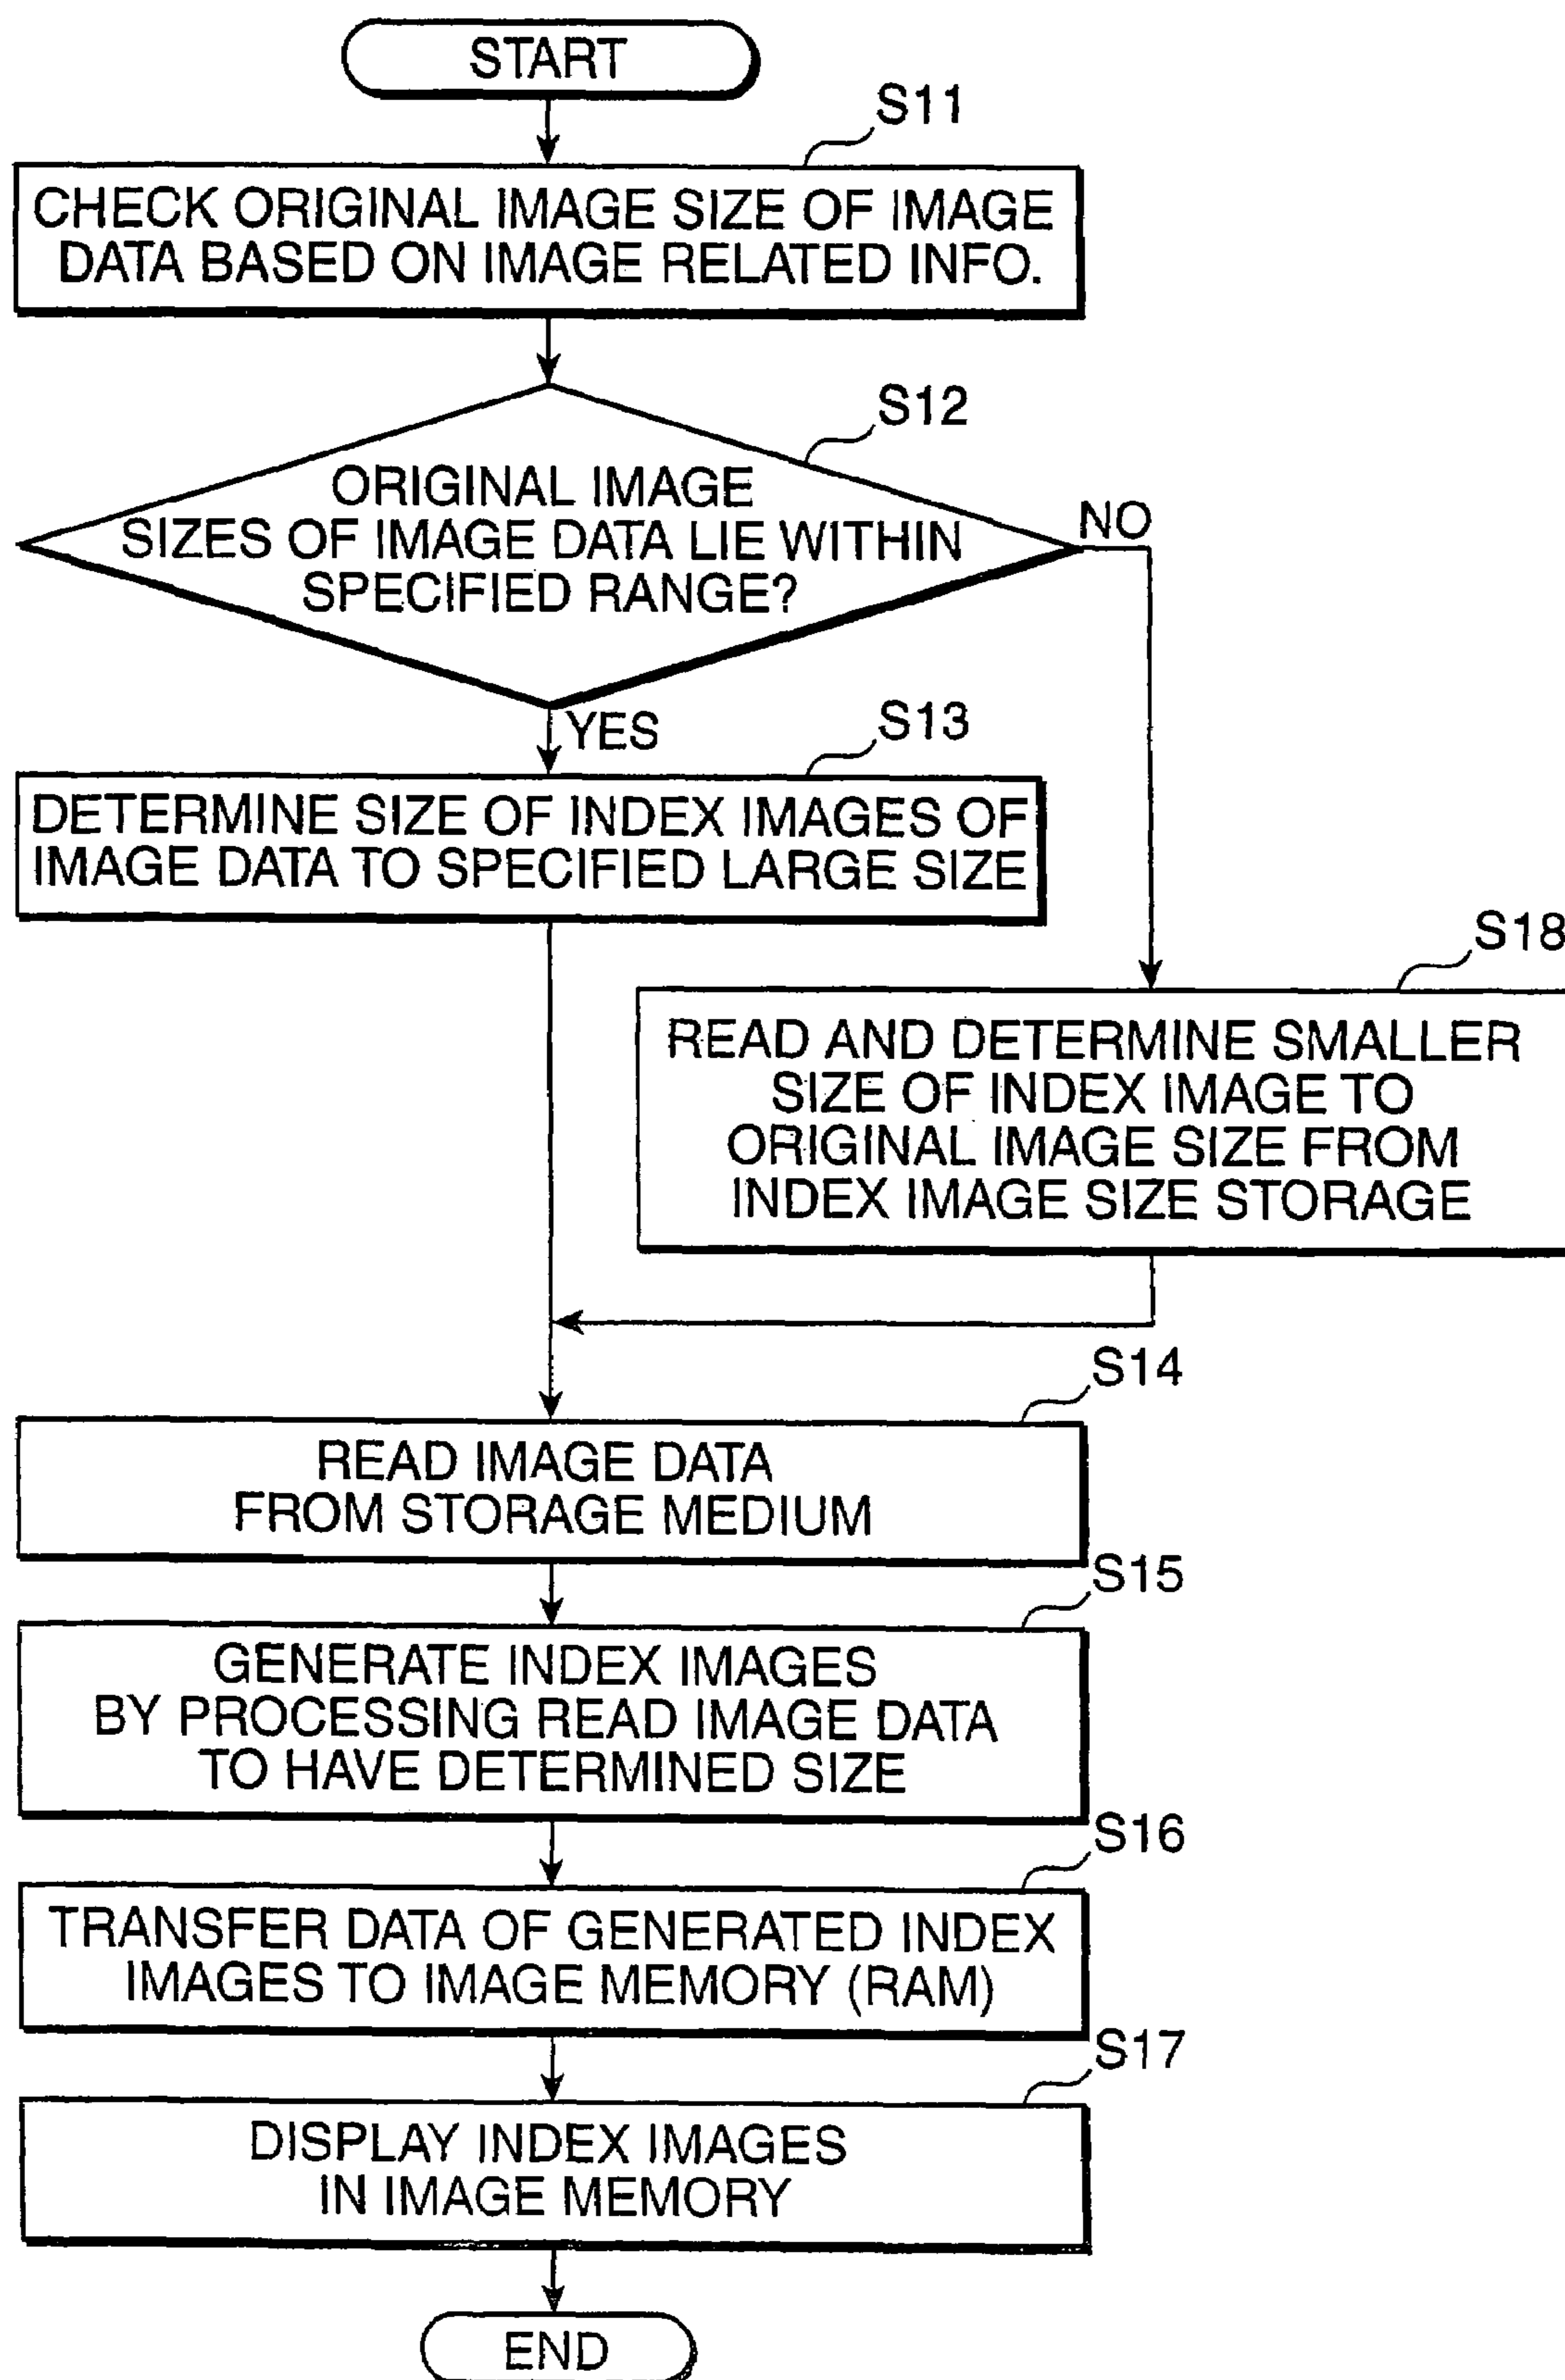 START
S11
CHECK ORIGINAL IMAGE SIZE OF IMAGE
DATA BASED ON IMAGE RELATED INFO.
S12
ORIGINAL IMAGE
SIZES OF IMAGE DATA LIE WITHIN
SPECIFIED RANGE?
NO
YES
S13
DETERMINE SIZE OF INDEX IMAGES OF
IMAGE DATA TO SPECIFIED LARGE SIZE
S18
READ AND DETERMINE SMALLER
SIZE OF INDEX IMAGE TO
ORIGINAL IMAGE SIZE FROM
INDEX IMAGE SIZE STORAGE
S14
READ IMAGE DATA
FROM STORAGE MEDIUM
S15
GENERATE INDEX IMAGES
BY PROCESSING READ IMAGE DATA
TO HAVE DETERMINED SIZE
S16
TRANSFER DATA OF GENERATED INDEX
IMAGES TO IMAGE MEMORY (RAM)
S17
DISPLAY INDEX IMAGES
IN IMAGE MEMORY
END